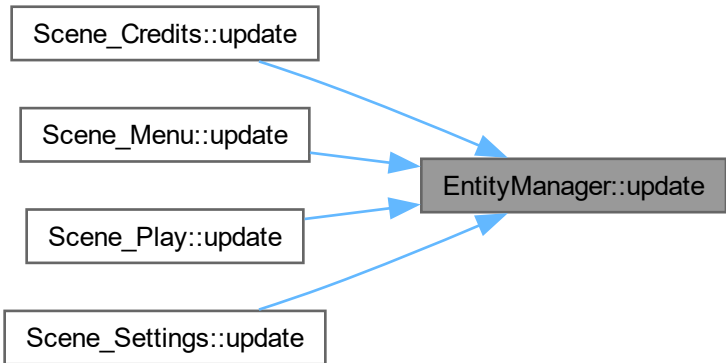 Scene_Credits::update
Scene_Menu::update
EntityManager::update
Scene_Play::update
Scene_Settings::update